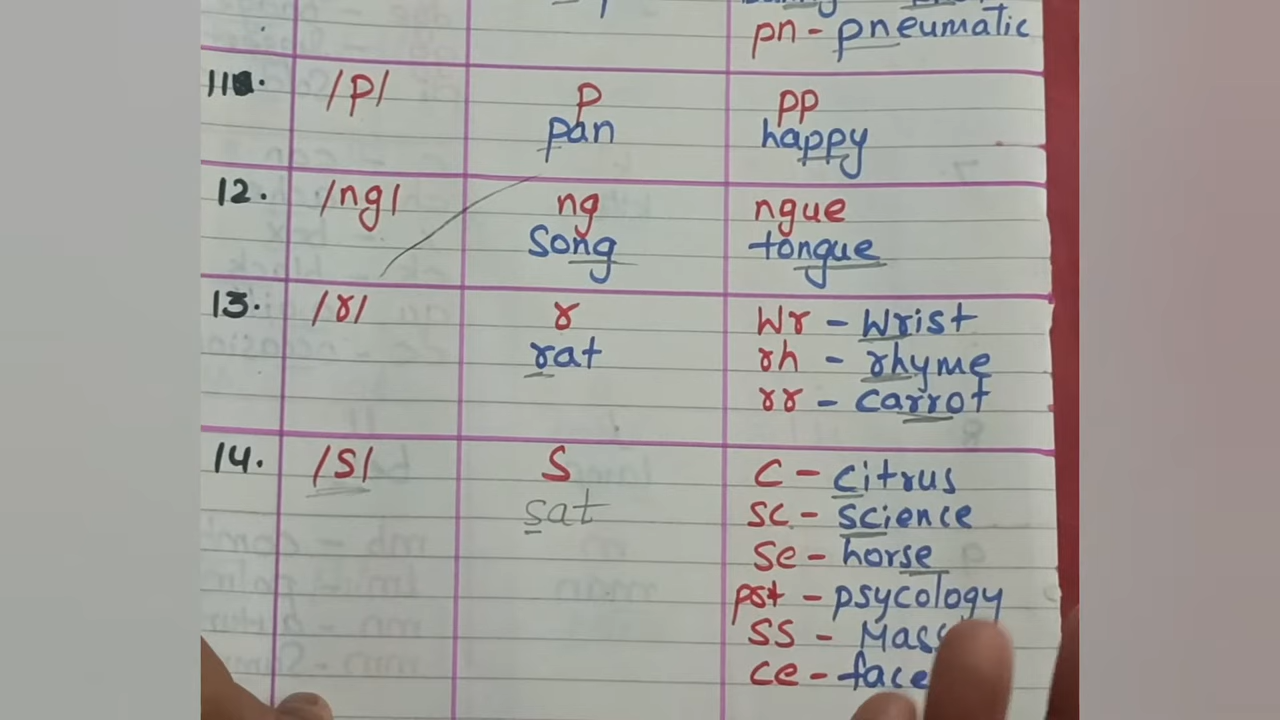 pn - pneumatic
11.
/p/
p
pan
pp
happy
12.
/ng/
ng
song
ngue
tongue
13.
/r/
r
rat
wr - wrist
rh - rhyme
rr - carrot
14.
/s/
s
sat
c - citrus
sc - science
se - horse
pst - psycology
ss - Mass
ce - face